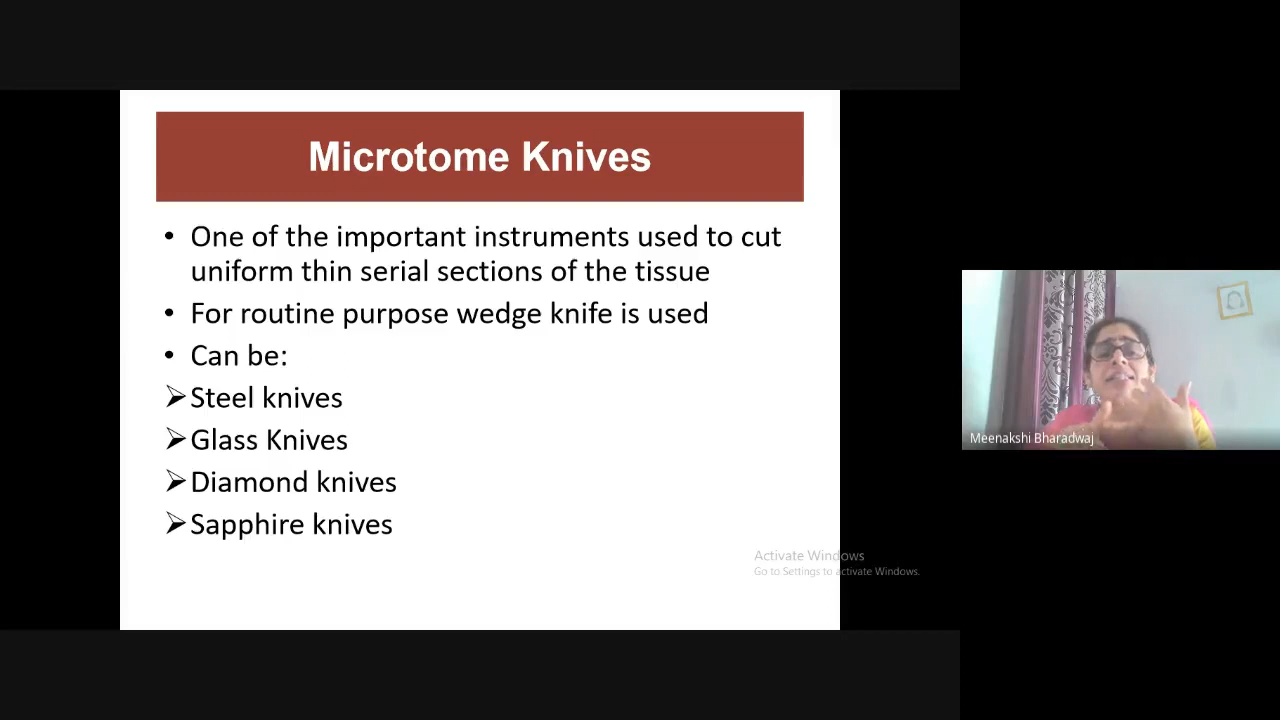 Microtome Knives
• One of the important instruments used to cut
uniform thin serial sections of the tissue
• For routine purpose wedge knife is used
• Can be:
➢Steel knives
➢Glass Knives
➢Diamond knives
➢Sapphire knives
Activate Windows
Go to Settings to activate Windows.
Meenakshi Bharadwaj